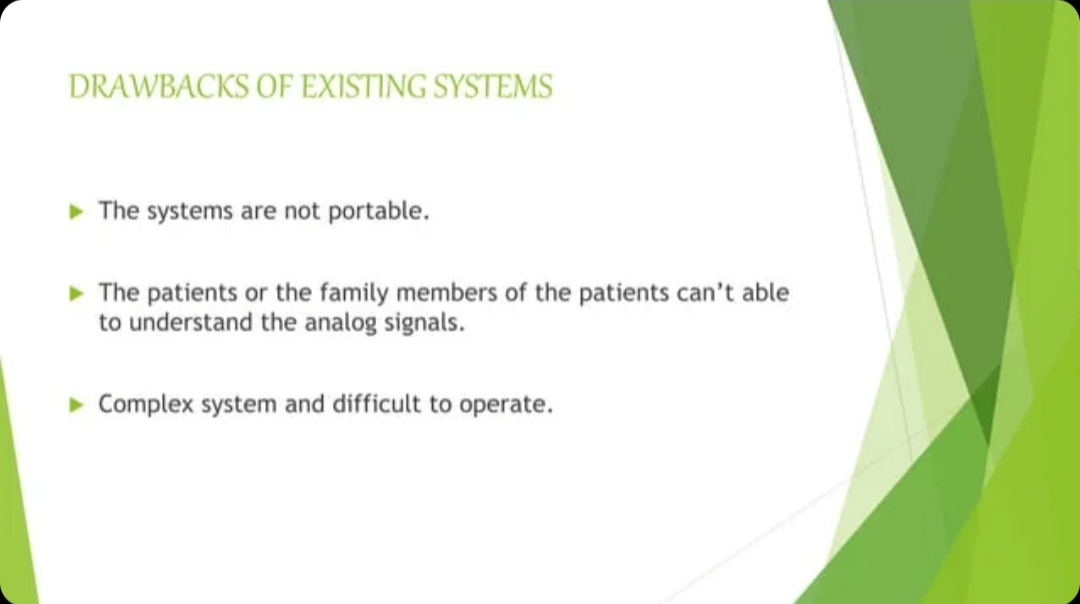 DRAWBACKS OF EXISTING SYSTEMS
The systems are not portable.
The patients or the family members of the patients can’t able
to understand the analog signals.
Complex system and difficult to operate.